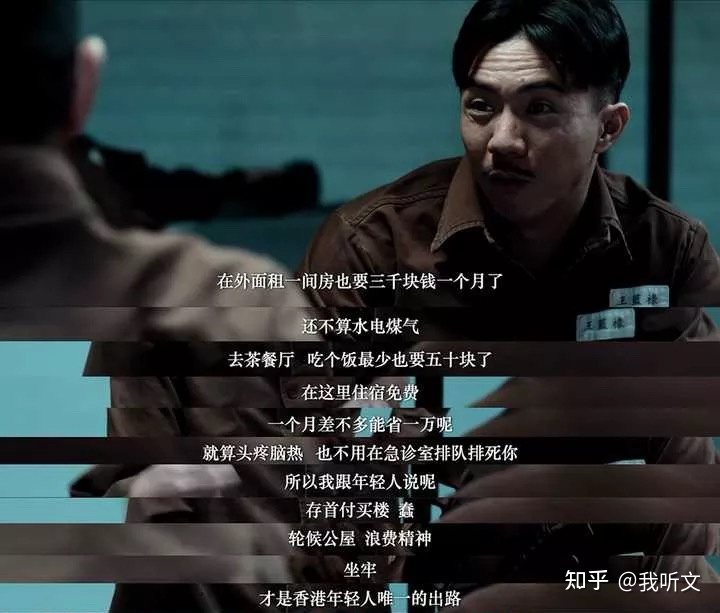 在外面租一间房也要三千块钱一个月了
王蓝椽
王蓝椽
还不算水电煤气
去茶餐厅 吃个饭最少也要五十块了
在这里住宿免费
一个月差不多能省一万呢
就算头疼脑热 也不用在急诊室排队排死你
所以我跟年轻人说呢
存首付买楼 蠢
轮候公屋 浪费精神
坐牢
才是香港年轻人唯一的出路
知乎 @我听文